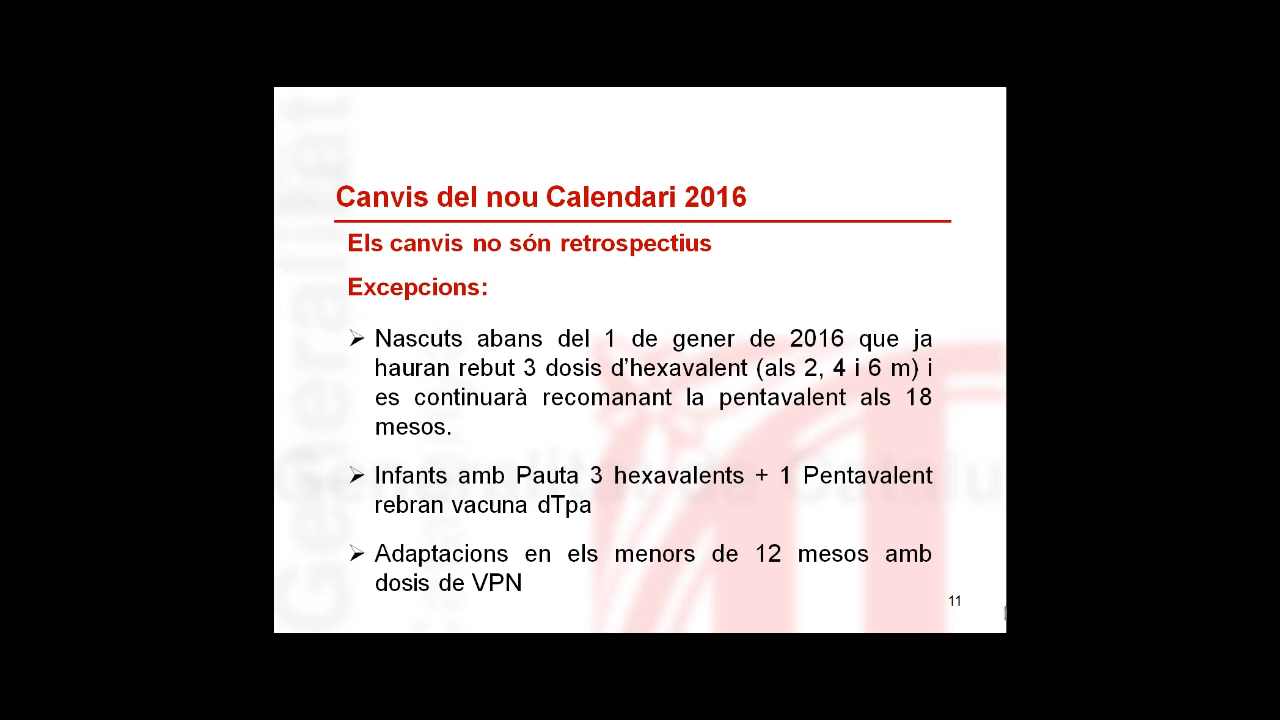 Canvis del nou Calendari 2016
Els canvis no són retrospectius
Excepcions:
Nascuts abans del 1 de gener de 2016 que ja
hauran rebut 3 dosis d’hexavalent (als 2, 4 i 6 m) i
es continuarà recomanant la pentavalent als 18
mesos.
Infants amb Pauta 3 hexavalents + 1 Pentavalent
rebran vacuna dTpa
Adaptacions en els menors de 12 mesos amb
dosis de VPN
11